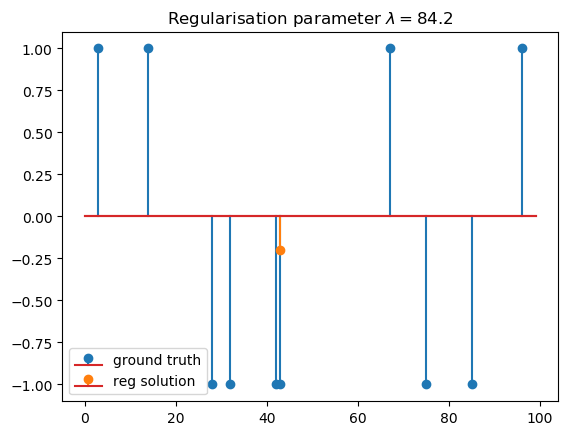 Regularisation parameter λ = 84.2
1.00
0.75
0.50
0.25
0.00
−0.25
−0.50
−0.75
−1.00
ground truth
reg solution
0 20 40 60 80 100